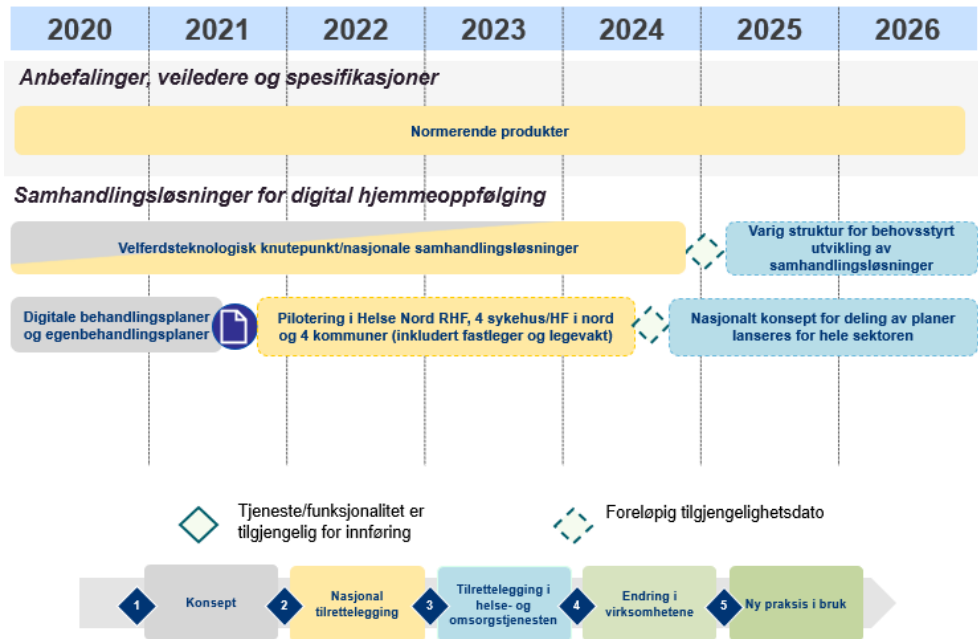 2020 2021 2022 2023 2024 2025 2026
Anbefalinger, veiledere og spesifikasjoner
Normerende produkter
Samhandlingsløsninger for digital hjemmeoppfølging
Velferdsteknologisk knutepunkt/nasjonale samhandlingsløsninger
Varig struktur for behovsstyrt
utvikling av
samhandlingsløsninger
Digitale behandlingsplaner
og egenbehandlingsplaner
Pilotering i Helse Nord RHF, 4 sykehus/HF i nord
og 4 kommuner (inkludert fastleger og legevakt)
Nasjonalt konsept for deling av planer
lanseres for hele sektoren
Tjeneste/funksjonalitet er
tilgjengelig for innføring
Foreløpig tilgjengelighetsdato
1
Konsept
2
Nasjonal
tilrettelegging
3
Tilrettelegging i
helse- og
omsorgstjenesten
4
Endring i
virksomhetene
5
Ny praksis i bruk